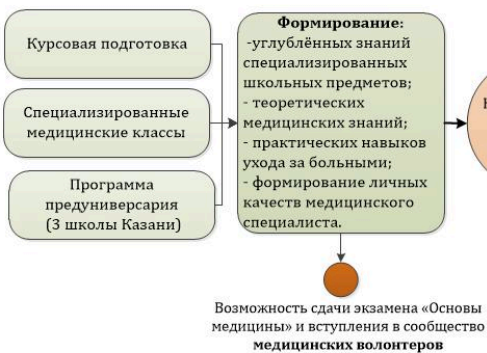 Курсовая подготовка
Специализированные
медицинские классы
Программа
предуниверсария
(3 школы Казани)
Формирование:
-углублённых знаний
специализированных
школьных предметов;
- теоретических
медицинских знаний;
- практических навыков
ухода за больными;
- формирование личных
качеств медицинского
специалиста.
Возможность сдачи экзамена «Основы
медицины» и вступления в сообщество
медицинских волонтеров